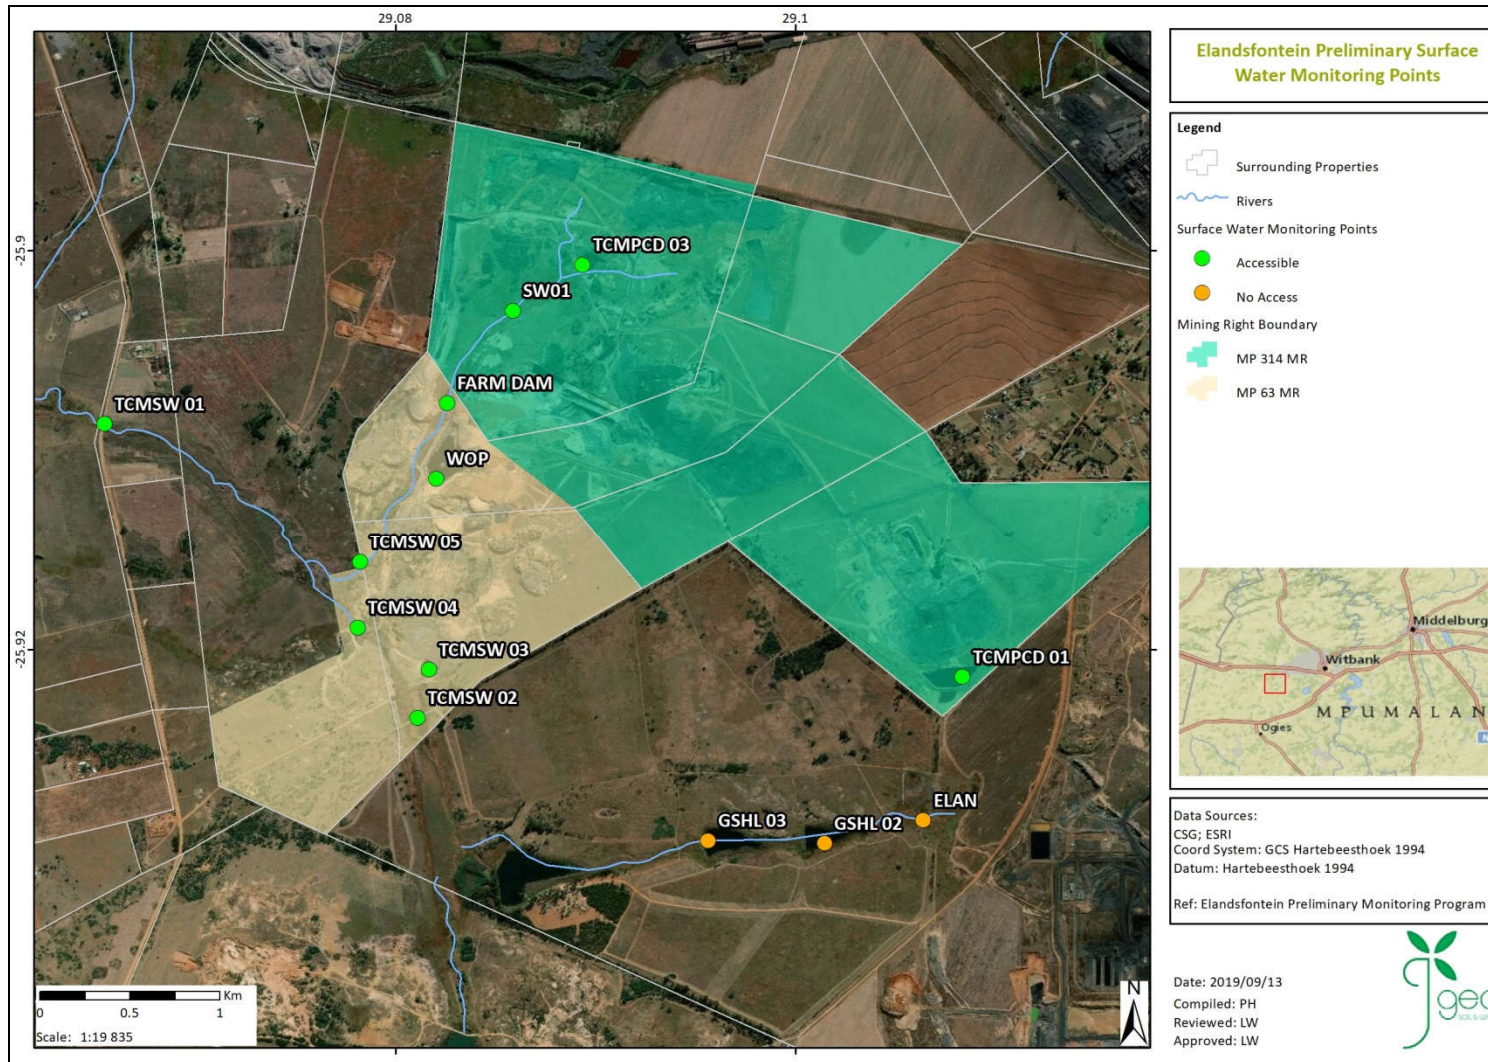 29.08
29.1
-25.9
-25.92
TCMPCD 03
SW01
FARM DAM
TCMSW 01
WOP
TCMSW 05
TCMSW 04
TCMSW 03
TCMSW 02
TCMPCD 01
ELAN
GSHL 03
GSHL 02
Km
0
0.5
1
Scale: 1:19 835
N
Elandsfontein Preliminary Surface
Water Monitoring Points
Legend
Surrounding Properties
Rivers
Surface Water Monitoring Points
Accessible
No Access
Mining Right Boundary
MP 314 MR
MP 63 MR
Middelburg
Witbank
MPUMALAN
Ogies
N
Data Sources:
CSG; ESRI
Coord System: GCS Hartebeesthoek 1994
Datum: Hartebeesthoek 1994
Ref: Elandsfontein Preliminary Monitoring Program
Date: 2019/09/13
Compiled: PH
Reviewed: LW
Approved: LW